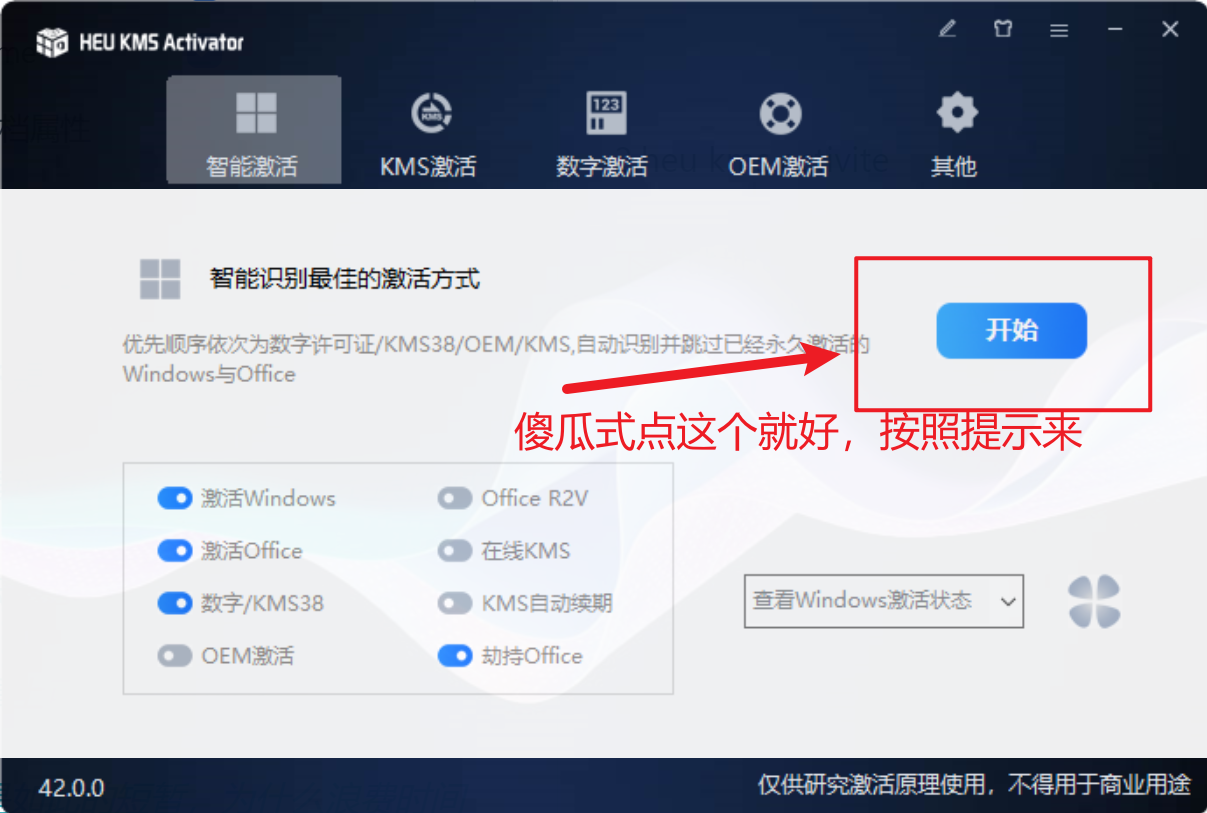 HEU KMS Activator
智能激活
KMS激活
数字激活
OEM激活
其他
智能识别最佳的激活方式
优先顺序依次为数字许可证/KMS38/OEM/KMS,自动识别并跳过已经永久激活的
Windows与Office
开始
傻瓜式点这个就好，按照提示来
激活Windows
Office R2V
激活Office
在线KMS
数字/KMS38
KMS自动续期
OEM激活
劫持Office
查看Windows激活状态
42.0.0
仅供研究激活原理使用，不得用于商业用途